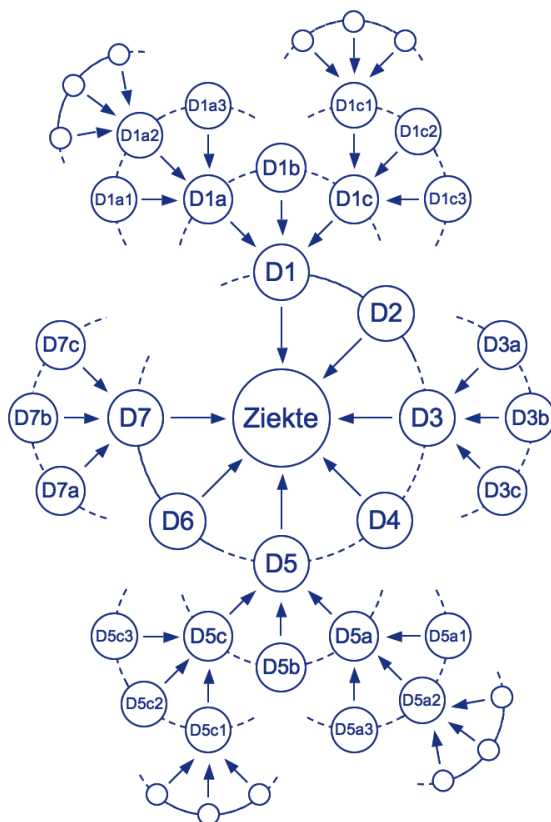 D1a2
D1a3
D1a1
D1a
D1b
D1c1
D1c2
D1c
D1c3
D1
D2
D7c
D7b
D7a
D7
Ziekte
D3
D3a
D3b
D3c
D6
D4
D5
D5c3
D5c
D5c2
D5b
D5c1
D5a
D5a1
D5a2
D5a3